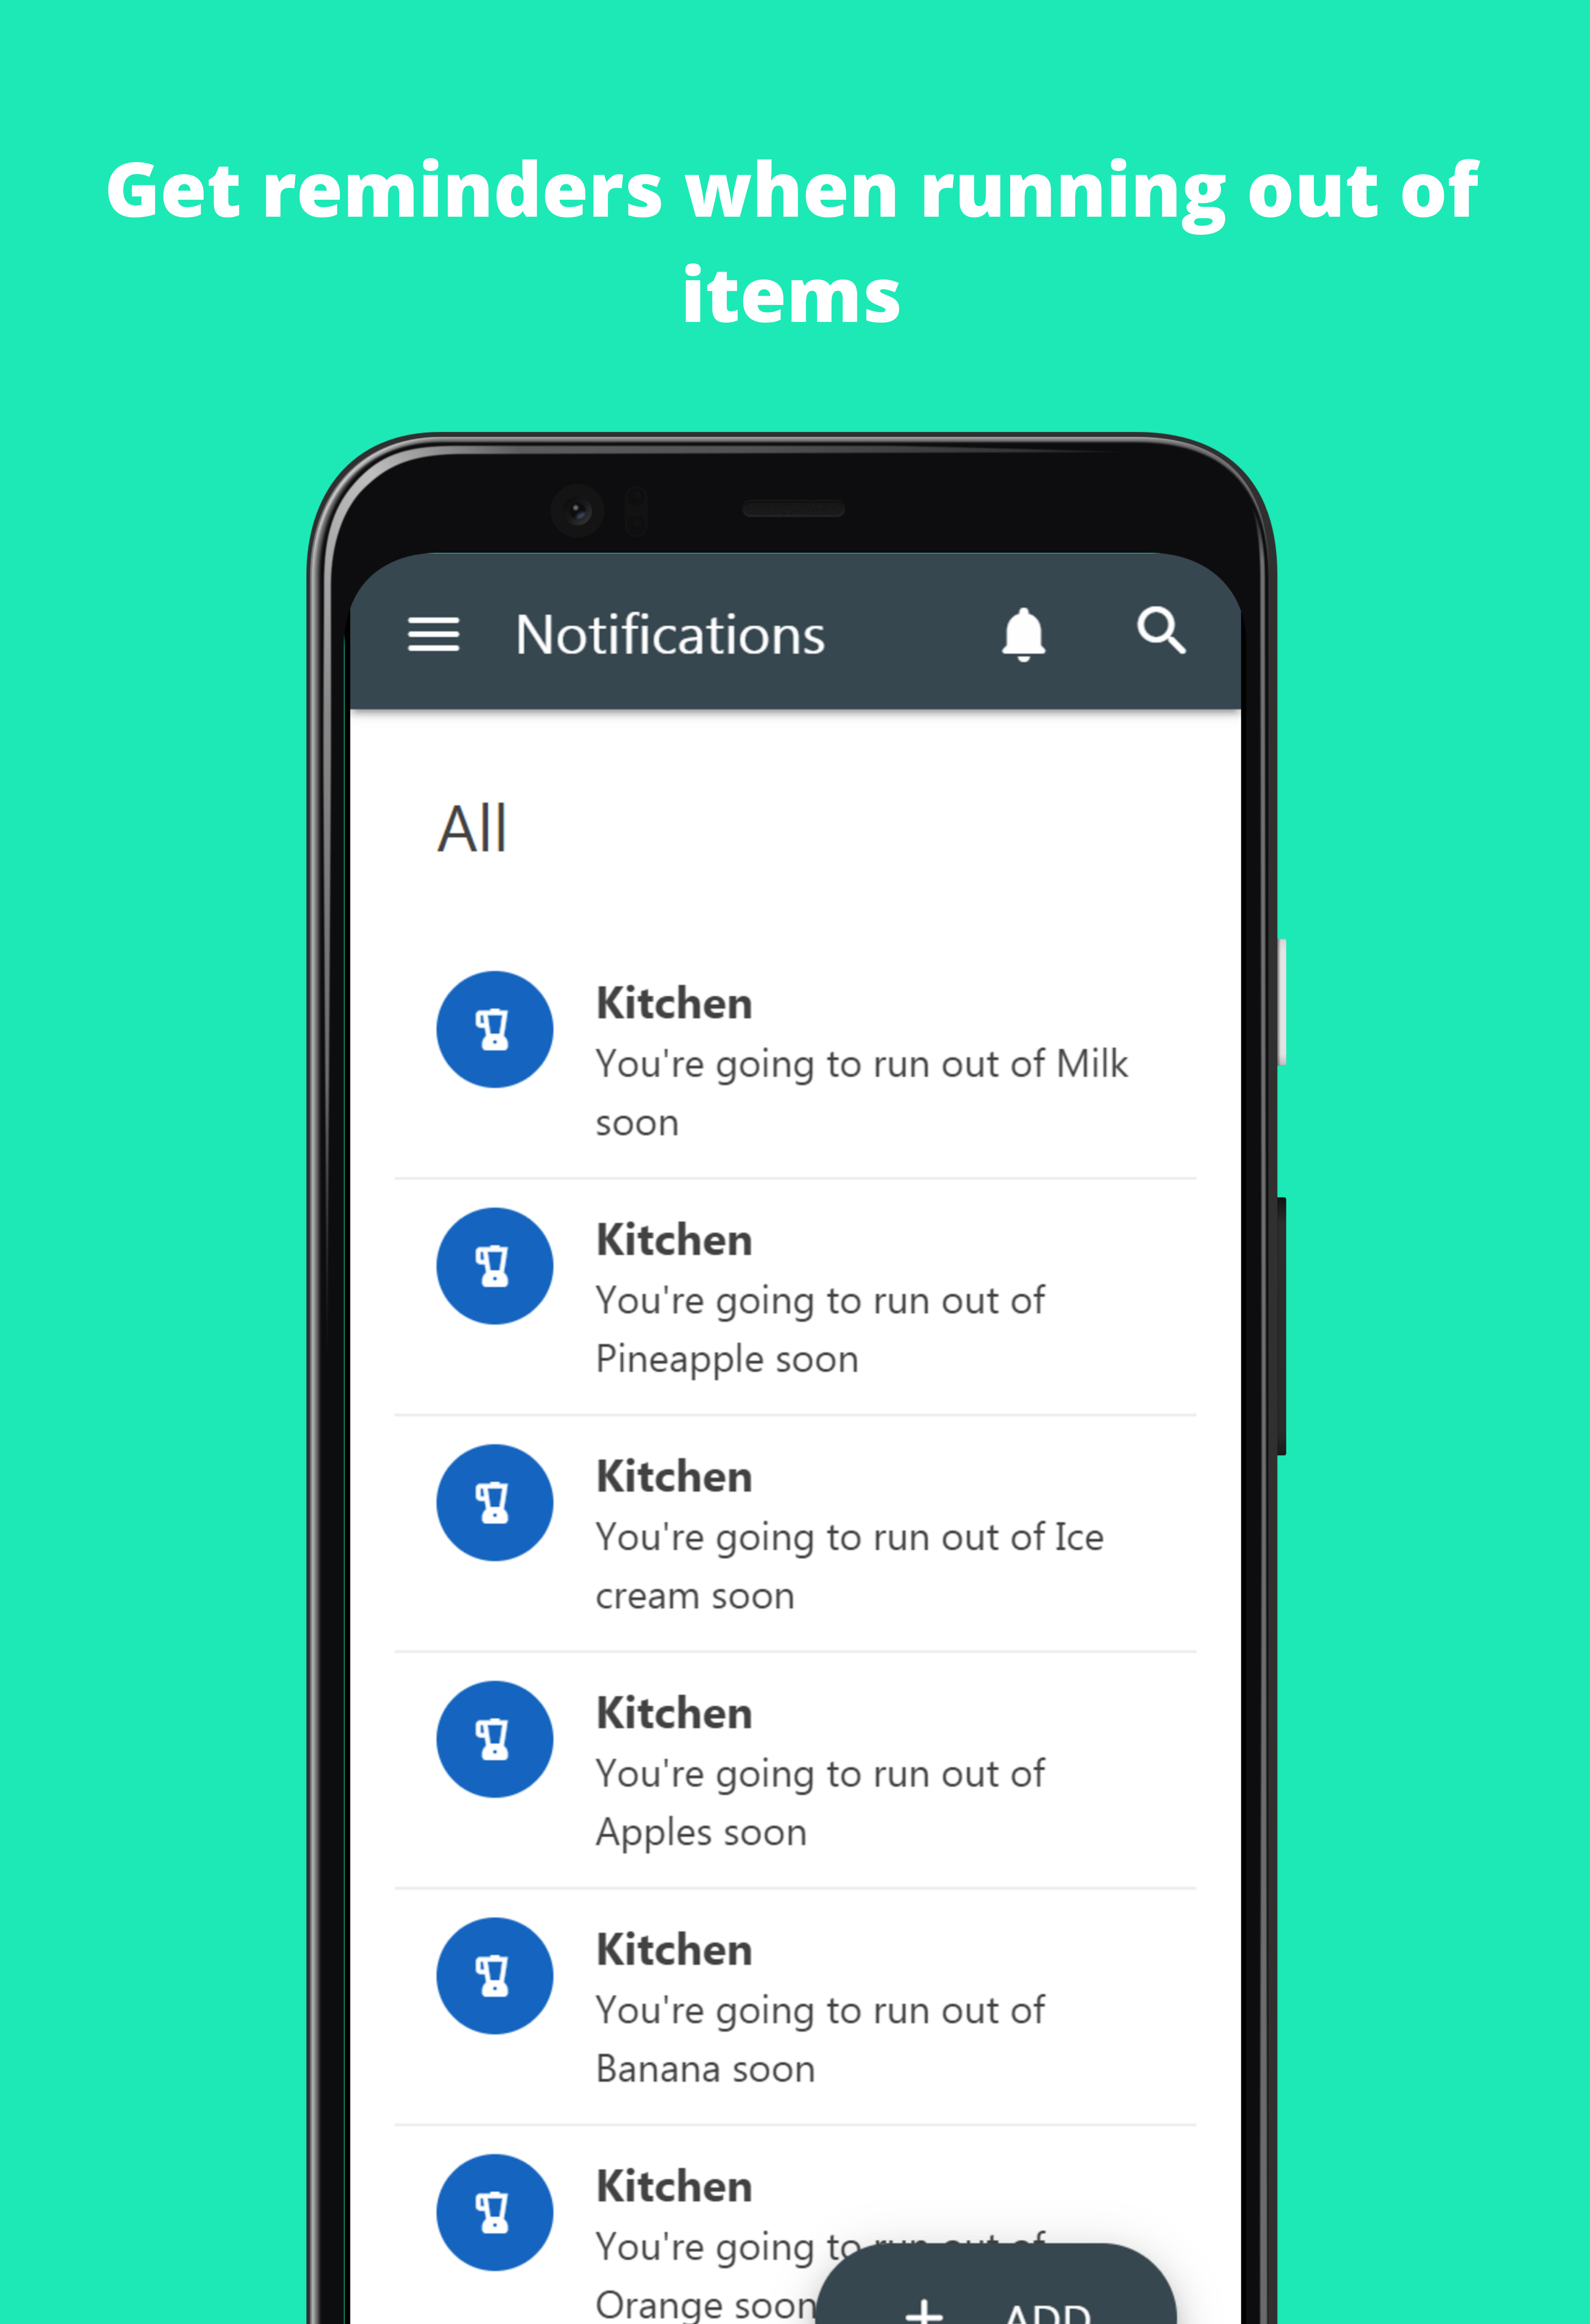 Get reminders when running out of
items
Notifications
All
Kitchen
You're going to run out of Milk
soon
Kitchen
You're going to run out of
Pineapple soon
Kitchen
You're going to run out of Ice
cream soon
Kitchen
You're going to run out of
Apples soon
Kitchen
You're going to run out of
Banana soon
Kitchen
You're going to run out of
Orange soon
+ ADD